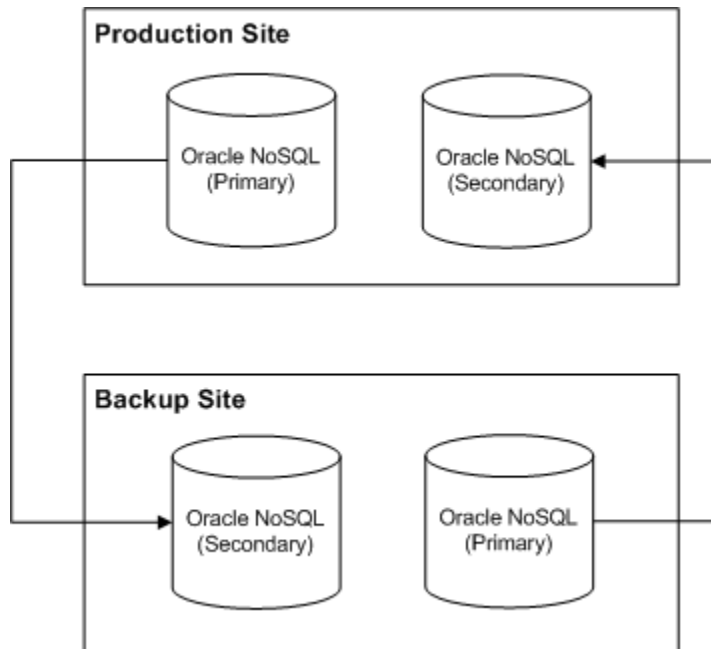 Production Site
Oracle NoSQL
(Primary)
Oracle NoSQL
(Secondary)
Backup Site
Oracle NoSQL
(Secondary)
Oracle NoSQL
(Primary)